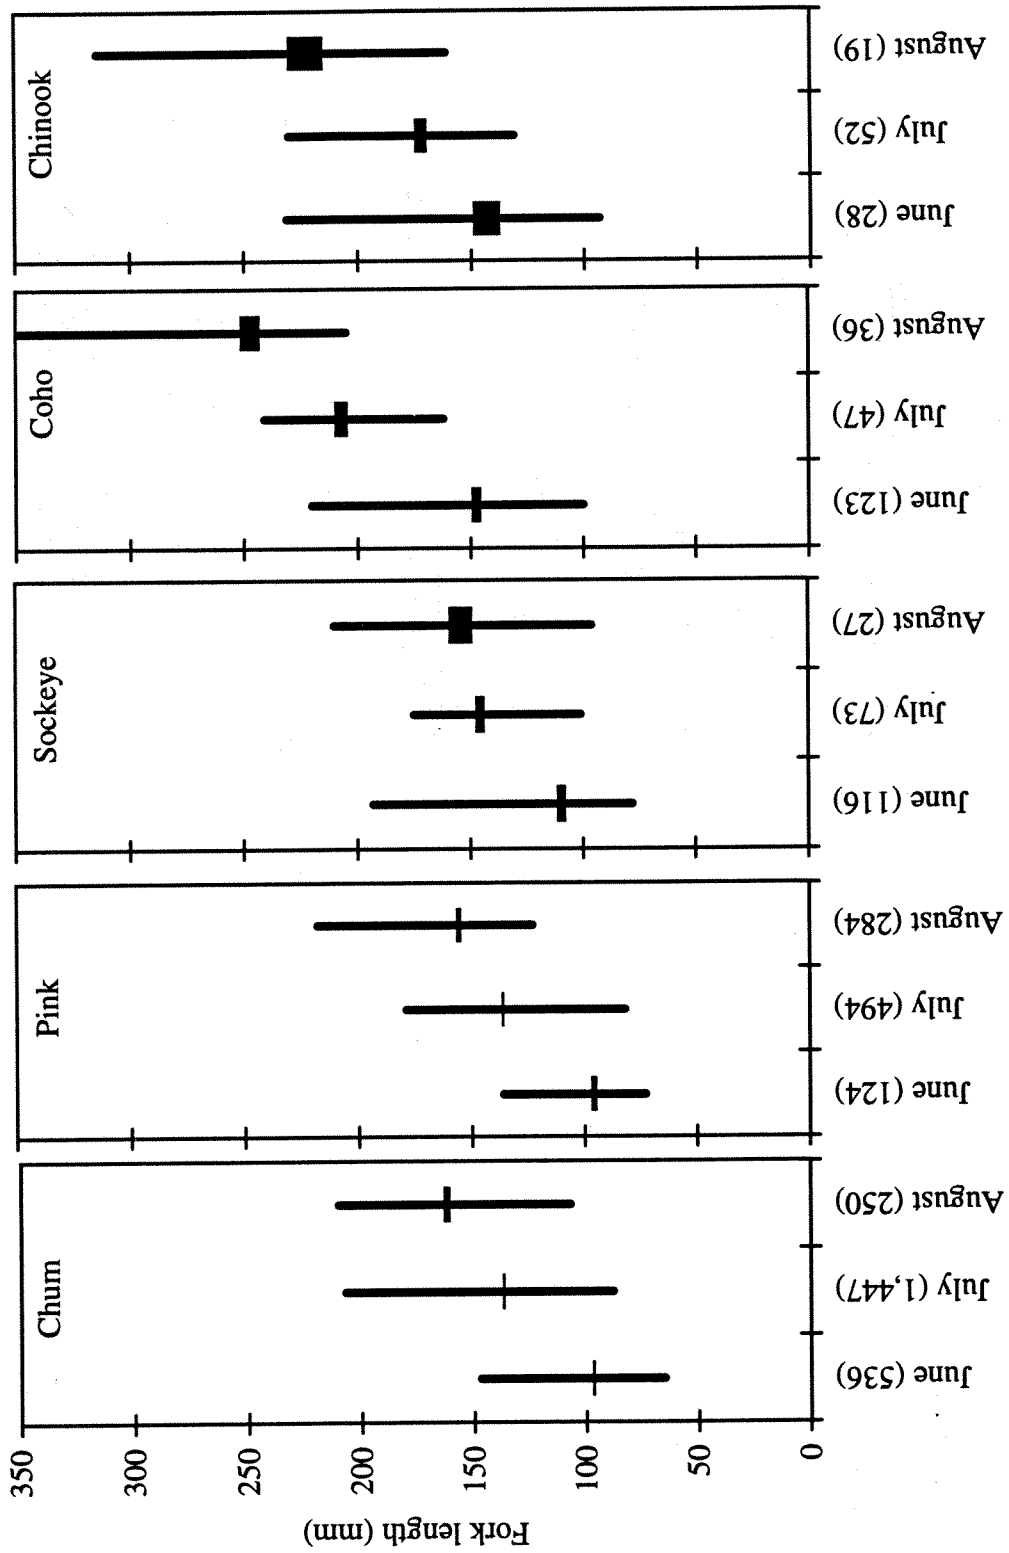 Fork length (mm)
350
300
250
200
150
100
50
0
Chum
June (536)
July (1,447)
August (250)
Pink
June (124)
July (494)
August (284)
Sockeye
June (116)
July (73)
August (27)
Coho
June (123)
July (47)
August (36)
Chinook
June (28)
July (52)
August (19)